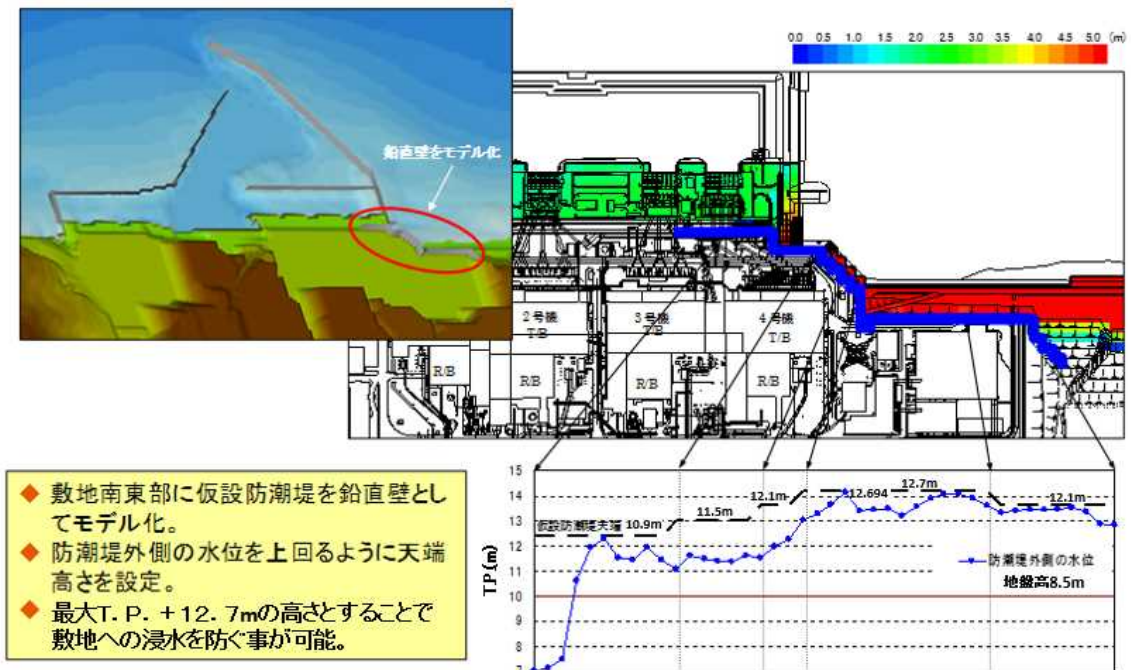 鉛直壁をモデル化
0.0 0.5 1.0 1.5 2.0 2.5 3.0 3.5 4.0 4.5 5.0 (m)
2号機
T/B
3号機
T/B
4号機
T/B
R/B
R/B
R/B
R/B
◆ 敷地南東部に仮設防潮堤を鉛直壁とし
てモデル化。
◆ 防潮堤外側の水位を上回るように天端
高さを設定。
◆ 最大T.P.+12.7mの高さとすることで
敷地への浸水を防ぐ事が可能。
T.P.(m)
15
14
13
12
11
10
9
8
7
仮設防潮堤天端 10.9m
11.5m
12.1m
12.694
12.7m
12.1m
防潮堤外側の水位
地盤高8.5m